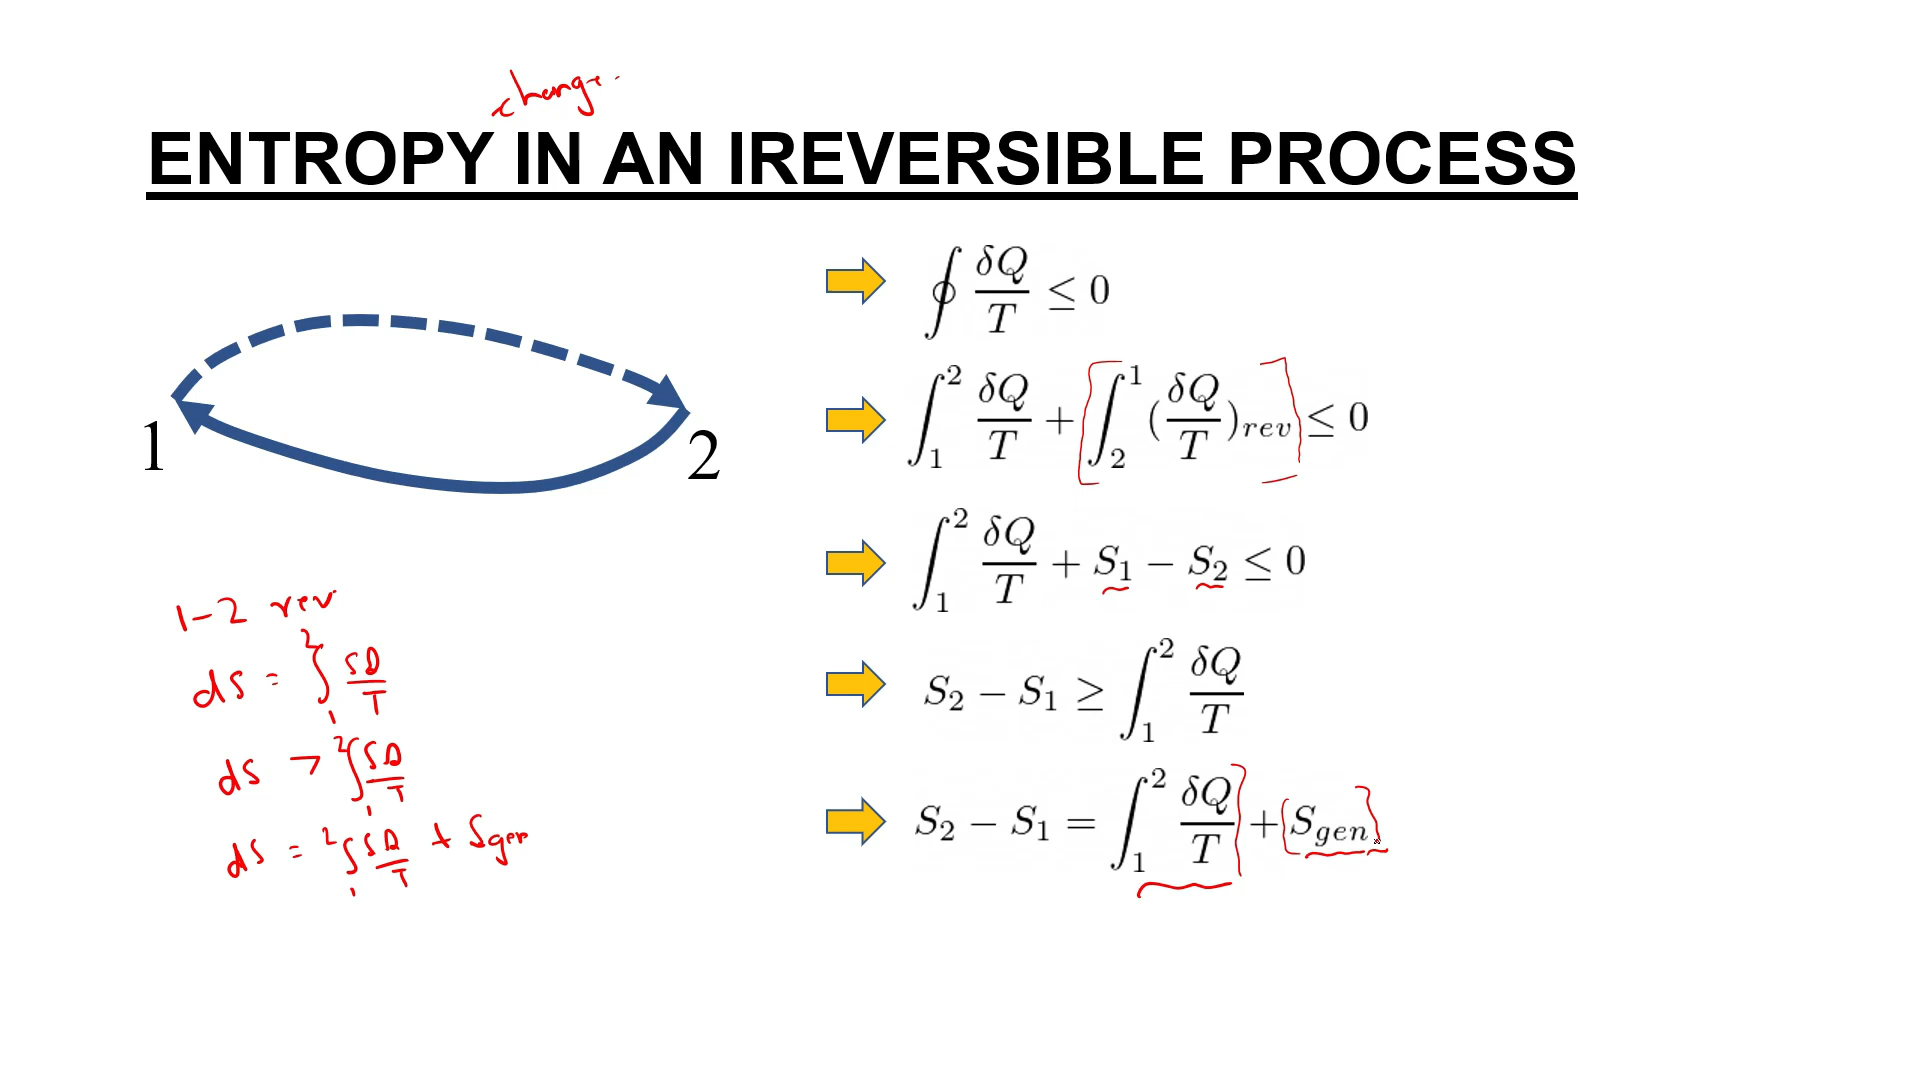 change
ENTROPY IN AN IREVERSIBLE PROCESS
1
2
∮ δQ/T ≤ 0
∫₁² δQ/T + ∫₂¹ (δQ/T)rev ≤ 0
∫₁² δQ/T + S₁ − S₂ ≤ 0
S₂ − S₁ ≥ ∫₁² δQ/T
S₂ − S₁ = ∫₁² δQ/T + Sgen
1-2 rev
ds = ∫₁² δQ/T
ds > ∫₁² δQ/T
ds = ∫₁² δQ/T + Sgen